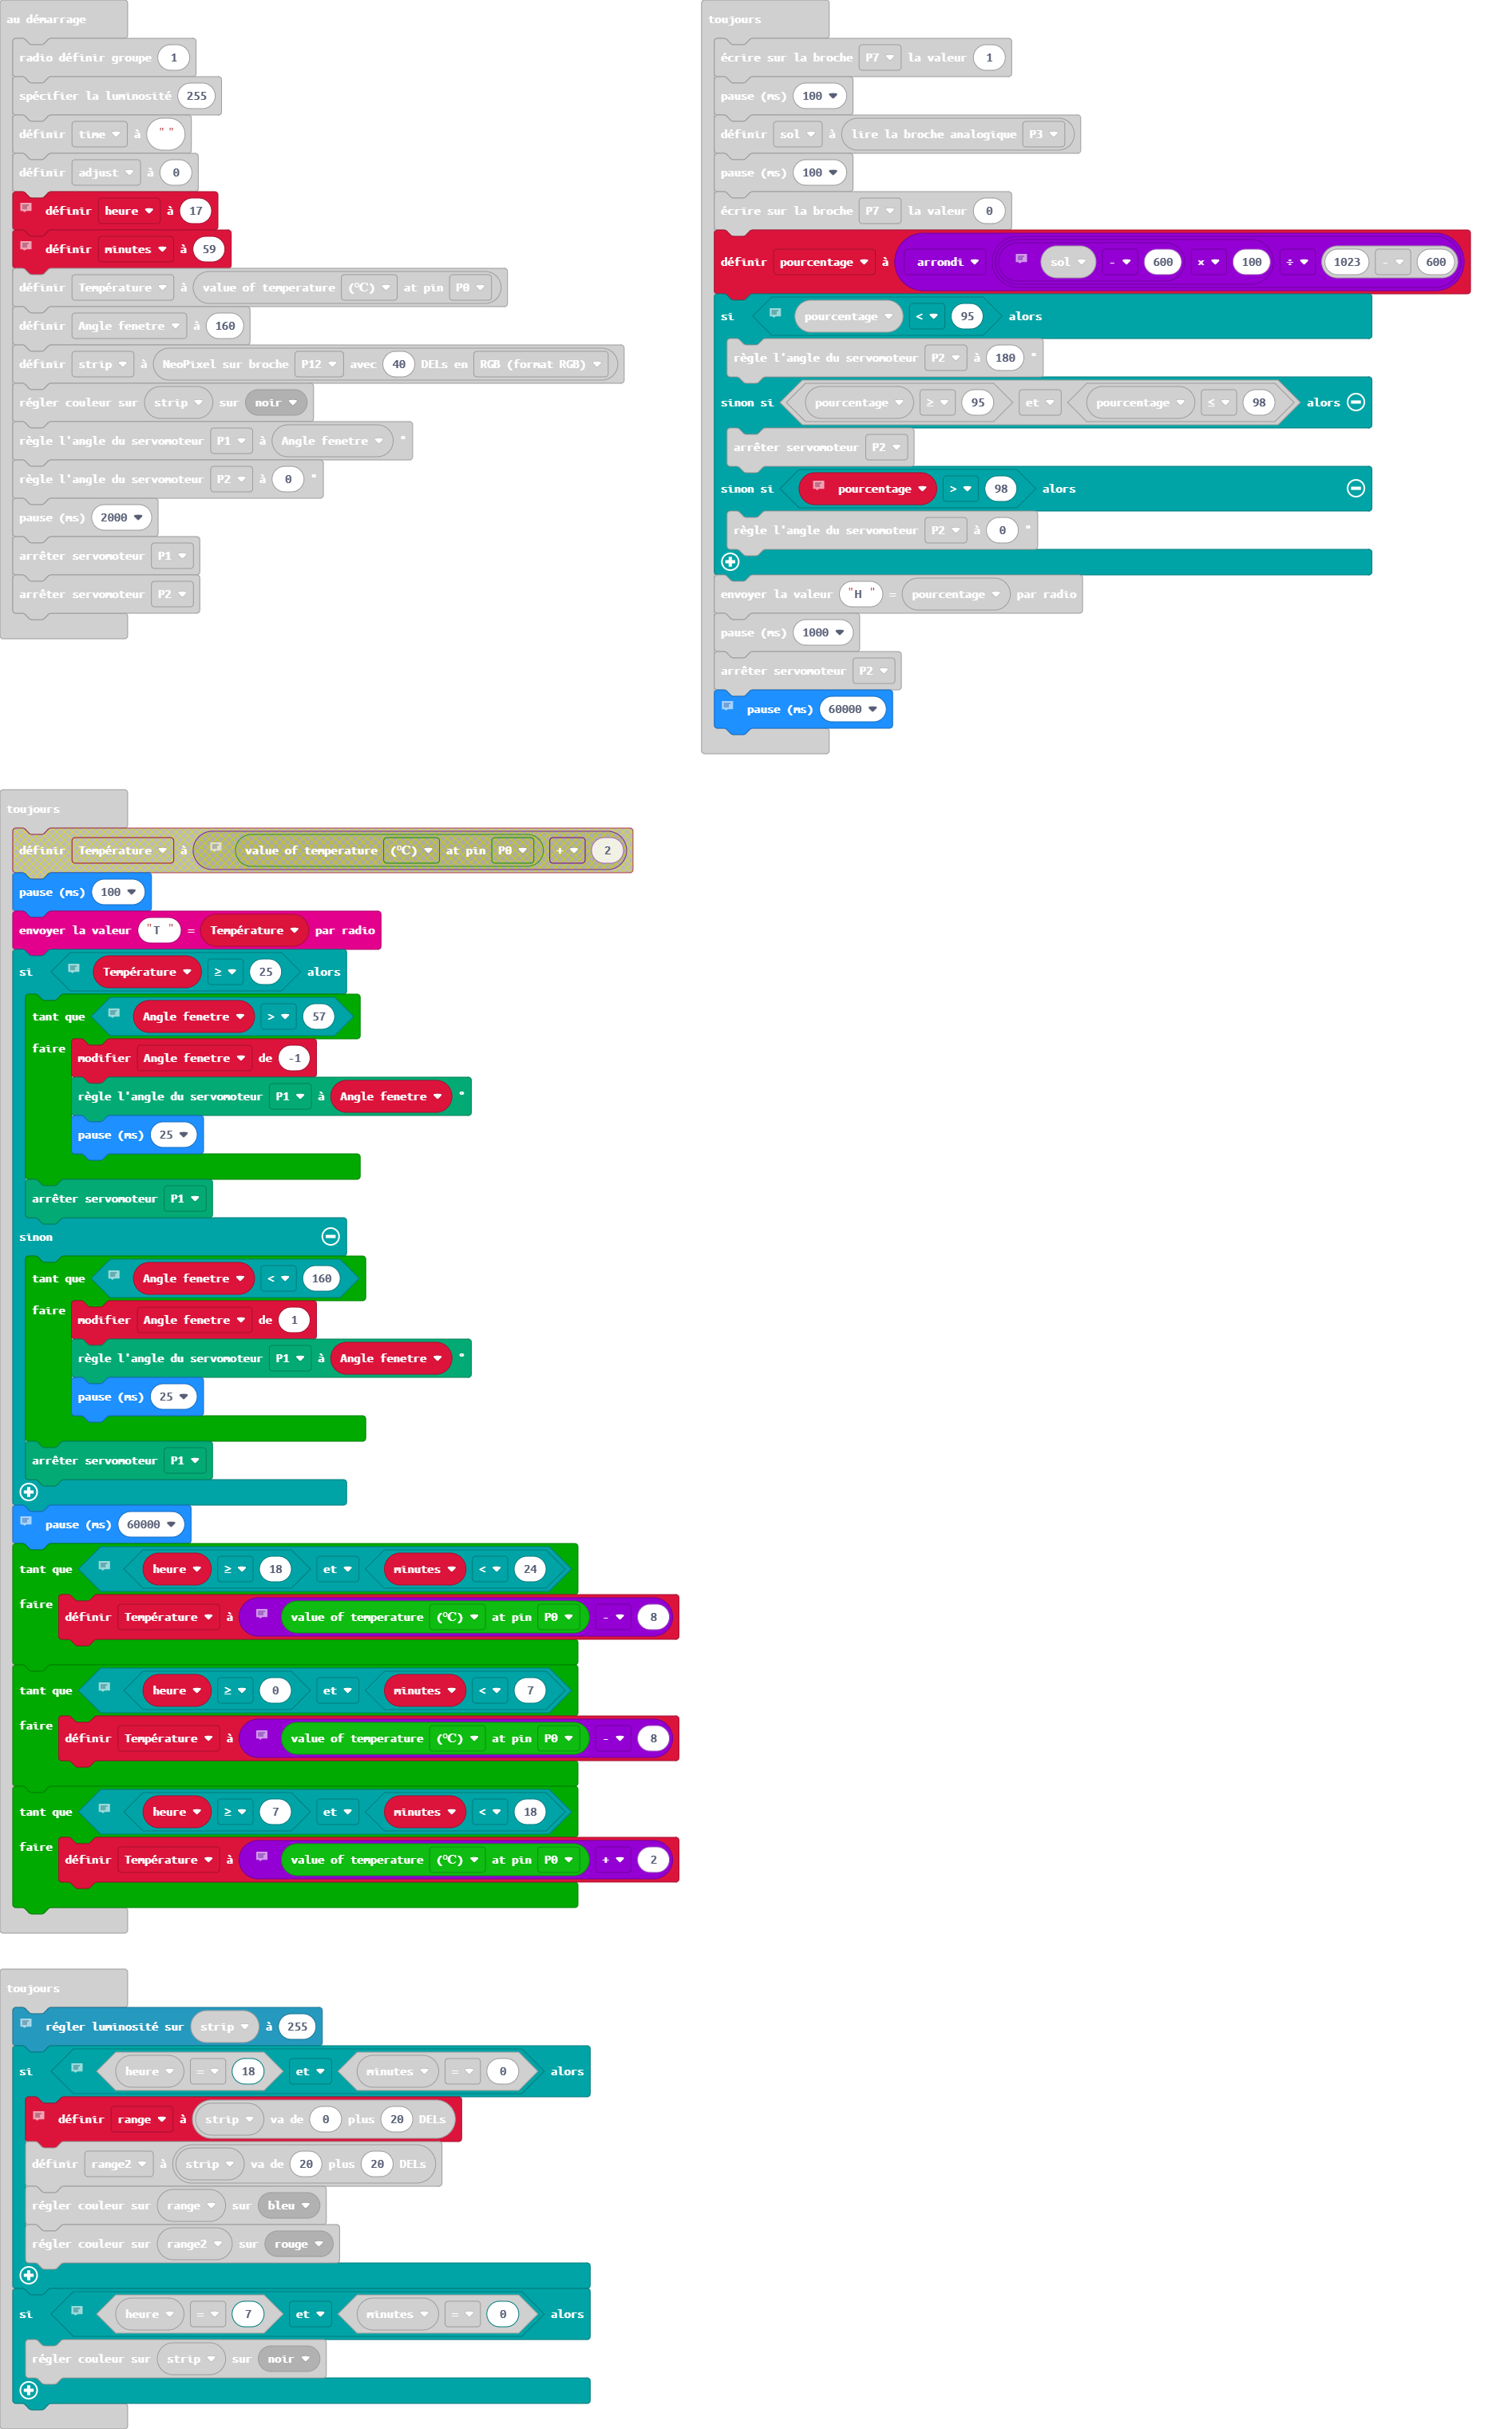 au démarrage
radio définir groupe 1
spécifier la luminosité 255
définir time à " "
définir adjust à 0
définir heure à 17
définir minutes à 59
définir Température à value of temperature (℃) at pin P0
définir Angle fenetre à 160
définir strip à NeoPixel sur broche P12 avec 40 DELs en RGB (format RGB)
régler couleur sur strip sur noir
règle l'angle du servomoteur P1 à Angle fenetre °
règle l'angle du servomoteur P2 à 0 °
pause (ms) 2000
arrêter servomoteur P1
arrêter servomoteur P2
toujours
écrire sur la broche P7 la valeur 1
pause (ms) 100
définir sol à lire la broche analogique P3
pause (ms) 100
écrire sur la broche P7 la valeur 0
définir pourcentage à arrondi sol - 600 × 100 ÷ 1023 - 600
si pourcentage < 95 alors
règle l'angle du servomoteur P2 à 180 °
sinon si pourcentage ≥ 95 et pourcentage ≤ 98 alors
arrêter servomoteur P2
sinon si pourcentage > 98 alors
règle l'angle du servomoteur P2 à 0 °
envoyer la valeur "H " = pourcentage par radio
pause (ms) 1000
arrêter servomoteur P2
pause (ms) 60000
toujours
définir Température à value of temperature (℃) at pin P0 + 2
pause (ms) 100
envoyer la valeur "T " = Température par radio
si Température ≥ 25 alors
tant que Angle fenetre > 57
faire
modifier Angle fenetre de -1
règle l'angle du servomoteur P1 à Angle fenetre °
pause (ms) 25
arrêter servomoteur P1
sinon
tant que Angle fenetre < 160
faire
modifier Angle fenetre de 1
règle l'angle du servomoteur P1 à Angle fenetre °
pause (ms) 25
arrêter servomoteur P1
pause (ms) 60000
tant que heure ≥ 18 et minutes < 24
faire
définir Température à value of temperature (℃) at pin P0 - 8
tant que heure ≥ 0 et minutes < 7
faire
définir Température à value of temperature (℃) at pin P0 - 8
tant que heure ≥ 7 et minutes < 18
faire
définir Température à value of temperature (℃) at pin P0 + 2
toujours
régler luminosité sur strip à 255
si heure = 18 et minutes = 0 alors
définir range à strip va de 0 plus 20 DELs
définir range2 à strip va de 20 plus 20 DELs
régler couleur sur range sur bleu
régler couleur sur range2 sur rouge
si heure = 7 et minutes = 0 alors
régler couleur sur strip sur noir